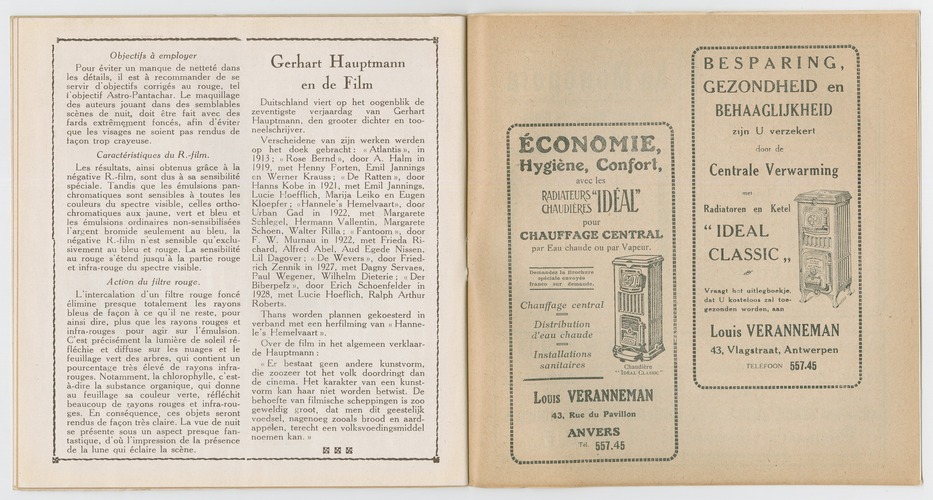 Objectifs à employer
Pour éviter un manque de netteté dans
les détails, il est à recommander de se
servir d'objectifs corrigés au rouge, tel
l'objectif Astro-Pantachar. Le maquillage
des auteurs jouant dans des semblables
scènes de nuit, doit être fait avec des
fards extrêmement foncés, afin d'éviter
que les visages ne soient pas rendus de
façon trop crayeuse.
Caractéristiques du R.-film.
Les résultats, ainsi obtenus grâce à la
négative R.-film, sont dus à sa sensibilité
spéciale. Tandis que les émulsions pan-
chromatiques sont sensibles à toutes les
couleurs du spectre visible, celles ortho-
chromatiques aux jaune, vert et bleu et
les émulsions ordinaires non-sensibilisées
l'argent bromide seulement au bleu, la
négative R.-film n'est sensible qu'exclu-
sivement au bleu et rouge. La sensibilité
au rouge s'étend jusqu'à la partie rouge
et infra-rouge du spectre visible.
Action du filtre rouge.
L'intercalation d'un filtre rouge foncé
élimine presque totalement les rayons
bleus de façon à ce qu'il ne reste, pour
ainsi dire, plus que les rayons rouges et
infra-rouges pour agir sur l'émulsion.
C'est précisément la lumière de soleil ré-
fléchie et diffuse sur les nuages et le
feuillage vert des arbres, qui contient un
pourcentage très élevé de rayons infra-
rouges. Notamment, la chlorophylle, c'est-
à-dire la substance organique, qui donne
au feuillage sa couleur verte, réfléchit
beaucoup de rayons rouges et infra-rou-
ges. En conséquence, ces objets seront
rendus de façon très claire. La vue de nuit
se présente sous un aspect presque fan-
tastique, d'où l'impression de la présence
de la lune qui éclaire la scène.
Gerhart Hauptmann
en de Film
Duitschland viert op het oogenblik de
zeventigste verjaardag van Gerhart
Hauptmann, den grooter dichter en too-
neelschrijver.
Verscheidene van zijn werken werden
op het doek gebracht : « Atlantis », in
1913 ; « Rose Bernd », door A. Halm in
1919, met Henny Forten, Emil Jannings
en Werner Krauss ; « De Ratten », door
Hanns Kobe in 1921, met Emil Jannings,
Lucie Hoefflich, Marija Leiko en Eugen
Kloepfer ; « Hannele's Hemelvaart », door
Urban Gad in 1922, met Margarete
Schlegel, Hermann Vallentin, Margarete
Schoen, Walter Rilla ; « Fantoom », door
F. W. Murnau in 1922, met Frieda Ri-
chard, Alfred Abel, Aud Egede Nissen,
Lil Dagover ; « De Wevers », door Fried-
rich Zennik in 1927, met Dagny Servaes,
Paul Wegener, Wilhelm Dieterie ; « Der
Biberpelz », door Erich Schoenfelder in
1928, met Lucie Hoeflich, Ralph Arthur
Roberts.
Thans worden plannen gekoesterd in
verband met een herfilming van « Hanne-
le's Hemelvaart ».
Over de film in het algemeen verklaar-
de Hauptmann :
« Er bestaat geen andere kunstvorm,
die zoozeer tot het volk doordringt dan
de cinema. Het karakter van een kunst-
vorm kan haar niet worden betwist. De
behoefte van filmische scheppingen is zoo
geweldig groot, dat men dit geestelijk
voedsel, nagenoeg zooals brood en aard-
appelen, terecht een volksvoedingsmiddel
noemen kan. »
ÉCONOMIE,
Hygiène, Confort,
avec les
RADIATEURS "IDÉAL"
CHAUDIÈRES
pour
CHAUFFAGE CENTRAL
par Eau chaude ou par Vapeur.
Demandez la Brochure
spéciale envoyée
franco sur demande.
Chauffage central
Distribution
d'eau chaude
Installations
sanitaires
Chaudière
"IDÉAL CLASSIC"
Louis VERANNEMAN
43, Rue du Pavillon
ANVERS
Tél. 557.45
BESPARING,
GEZONDHEID en
BEHAAGLIJKHEID
zijn U verzekert
door de
Centrale Verwarming
met
Radiatoren en Ketel
" IDEAL
CLASSIC „
Vraagt het uitlegboekje,
dat U kosteloos zal toe-
gezonden worden, aan
Louis VERANNEMAN
43, Vlagstraat, Antwerpen
TELEFOON 557.45